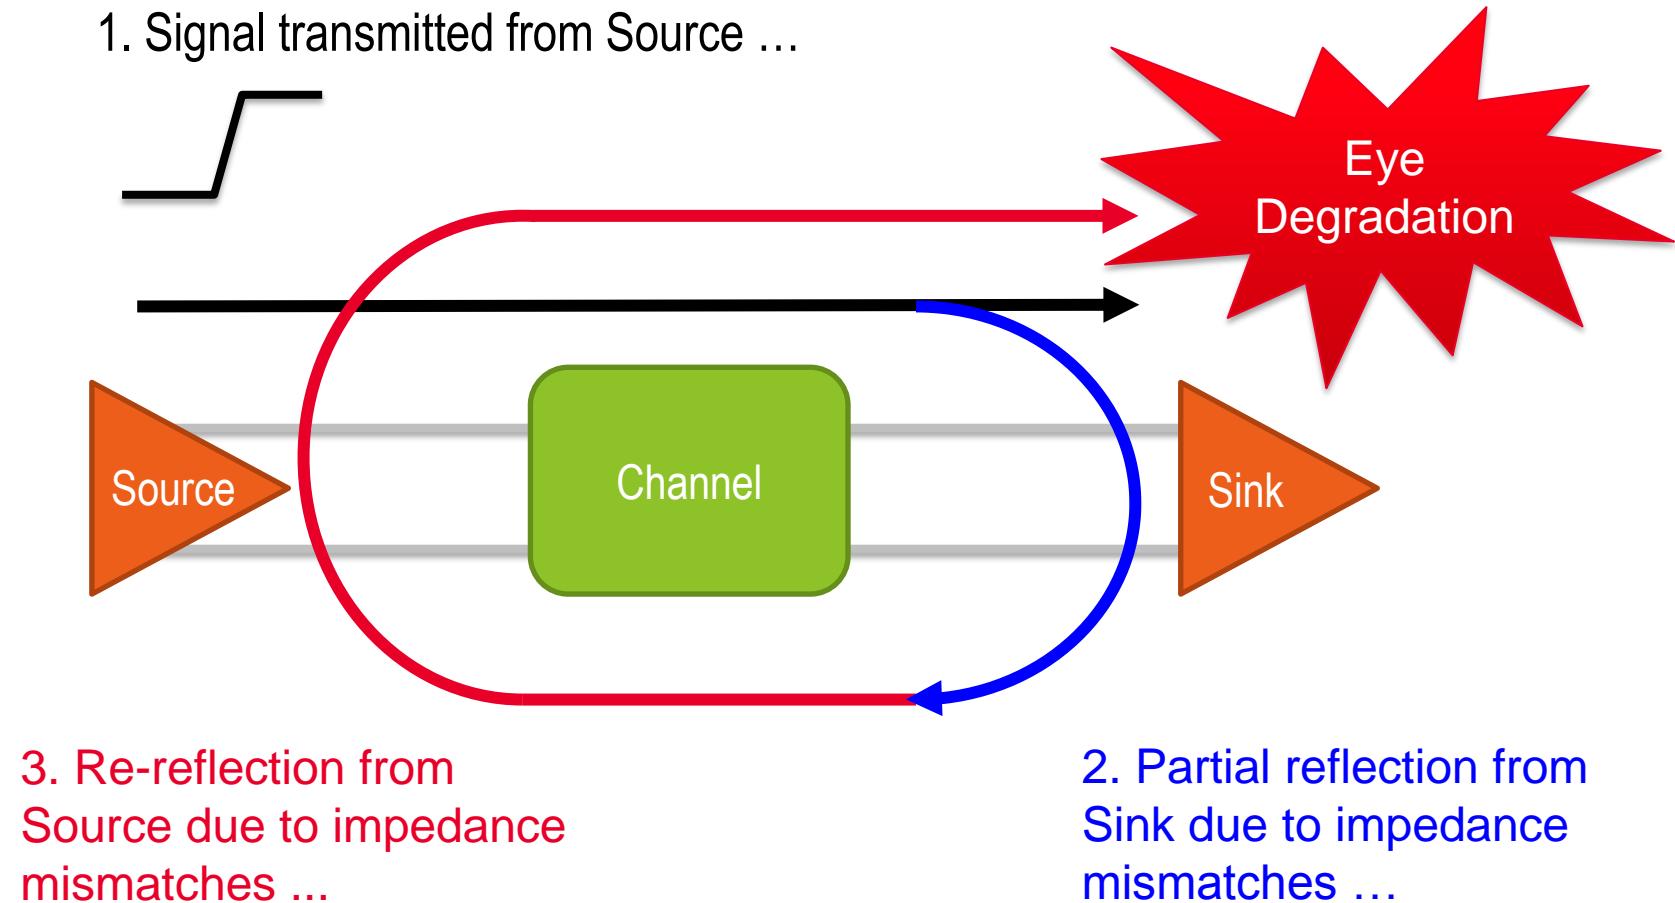 1. Signal transmitted from Source …
Eye
Degradation
Source
Channel
Sink
3. Re-reflection from
Source due to impedance
mismatches ...
2. Partial reflection from
Sink due to impedance
mismatches …